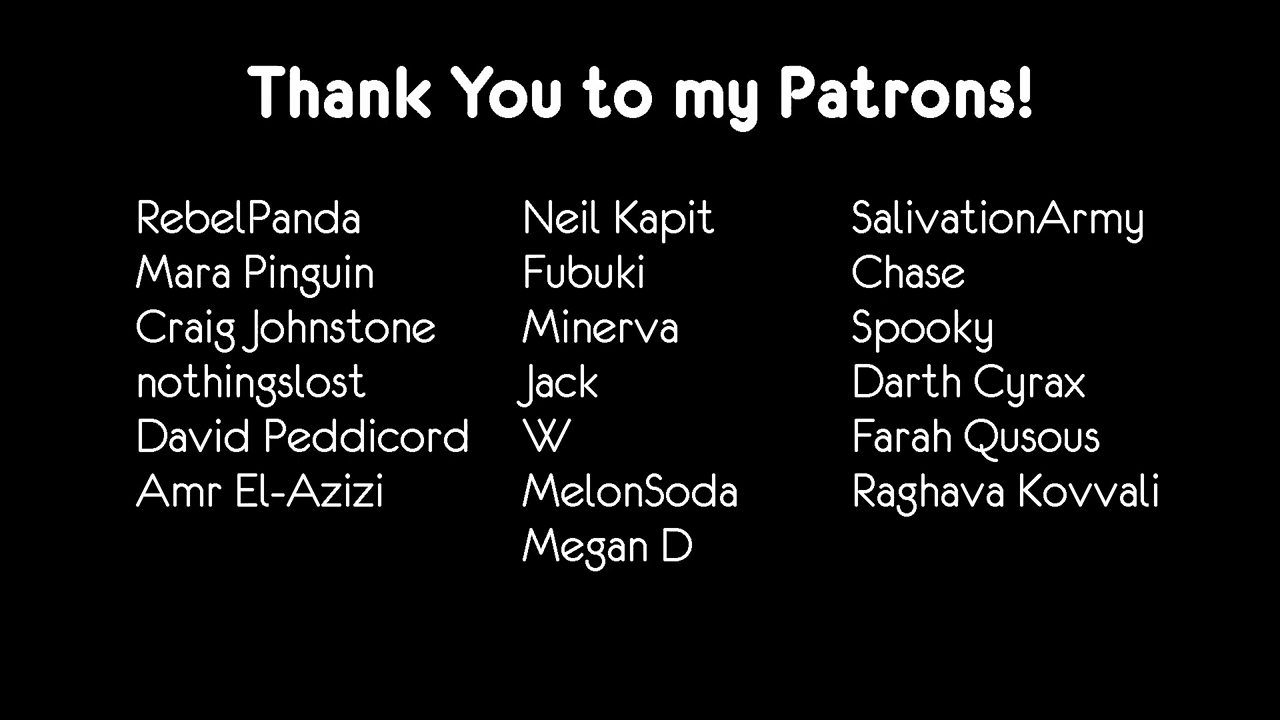 Thank You to my Patrons!
RebelPanda
Mara Pinguin
Craig Johnstone
nothingslost
David Peddicord
Amr El-Azizi
Neil Kapit
Fubuki
Minerva
Jack
W
MelonSoda
Megan D
SalivationArmy
Chase
Spooky
Darth Cyrax
Farah Qusous
Raghava Kovvali